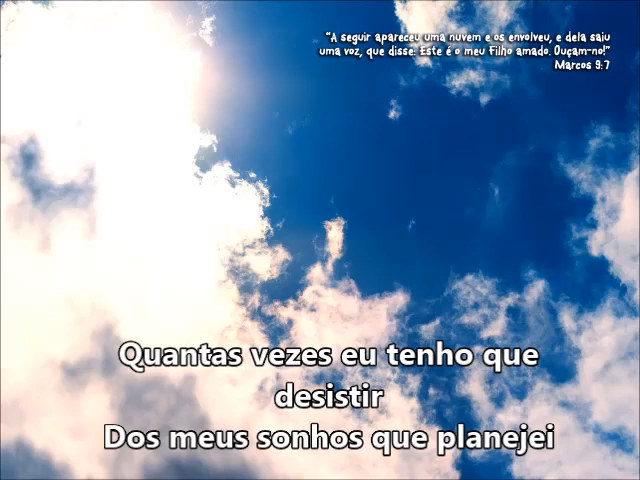 "A seguir apareceu uma nuvem e os envolveu, e dela saiu
uma voz, que disse: Este é o meu Filho amado. Ouçam-no!"
Marcos 9:7
Quantas vezes eu tenho que
desistir
Dos meus sonhos que planejei